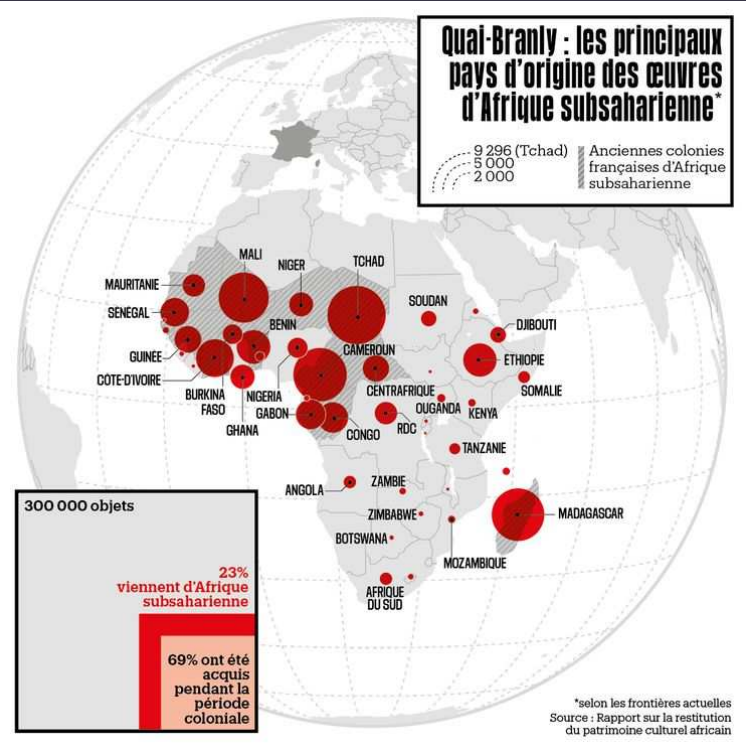 Quai-Branly : les principaux
pays d'origine des œuvres
d'Afrique subsaharienne*
9 296 (Tchad)
5 000
2 000
Anciennes colonies
françaises d'Afrique
subsaharienne
MALI
NIGER
TCHAD
MAURITANIE
SÉNÉGAL
SOUDAN
BÉNIN
DJIBOUTI
GUINÉE
CAMEROUN
ÉTHIOPIE
CÔTE-D'IVOIRE
CENTRAFRIQUE
SOMALIE
BURKINA
FASO
NIGERIA
GABON
OUGANDA
KENYA
GHANA
CONGO
RDC
TANZANIE
ANGOLA
ZAMBIE
ZIMBABWE
MADAGASCAR
BOTSWANA
MOZAMBIQUE
AFRIQUE
DU SUD
300 000 objets
23%
viennent d'Afrique
subsaharienne
69% ont été
acquis
pendant la
période
coloniale
*selon les frontières actuelles
Source : Rapport sur la restitution
du patrimoine culturel africain